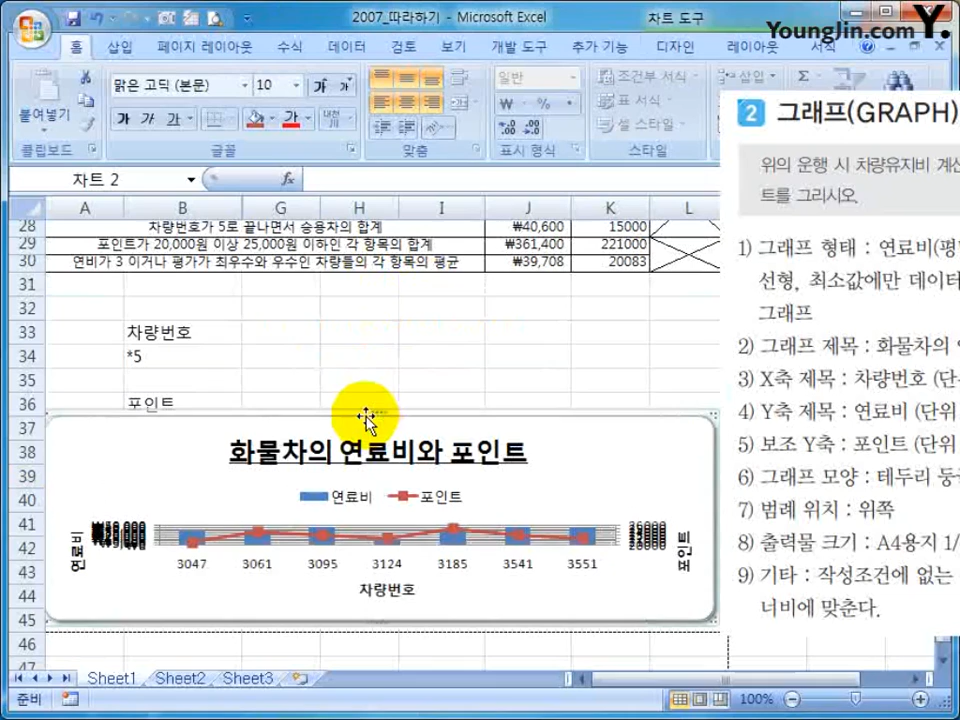 2007_따라하기 - Microsoft Excel
차트 도구
YoungJin.com Y.
홈 삽입 페이지 레이아웃 수식 데이터 검토 보기 개발 도구 추가 기능 디자인 레이아웃 서식
붙여넣기
맑은 고딕 (본문) 10
가 가 가
일반
조건부 서식
표 서식
셀 스타일
삽입
클립보드 글꼴 맞춤 표시 형식 스타일
차트 2
fx
A B G H I J K L
28 차량번호가 5로 끝나면서 승용차의 합계 ₩40,600 15000
29 포인트가 20,000원 이상 25,000원 이하인 각 항목의 합계 ₩361,400 221000
30 연비가 3 이거나 평가가 최우수와 우수인 차량들의 각 항목의 평균 ₩39,708 20083
31
32
33 차량번호
34 *5
35
36 포인트
37
38
39
40
41
42
43
44
45
46
47
화물차의 연료비와 포인트
연료비 포인트
연료비
포인트
3047 3061 3095 3124 3185 3541 3551
차량번호
Sheet1 Sheet2 Sheet3
준비
100%
2 그래프(GRAPH)
위의 운행 시 차량유지비 계산
트를 그리시오.
1) 그래프 형태 : 연료비(
선형, 최소값에만 데이터
그래프
2) 그래프 제목 : 화물차의
3) X축 제목 : 차량번호 (단
4) Y축 제목 : 연료비 (단위
5) 보조 Y축 : 포인트 (단위
6) 그래프 모양 : 테두리
7) 범례 위치 : 위쪽
8) 출력물 크기 : A4용지 1/
9) 기타 : 작성조건에 없는
너비에 맞춘다.